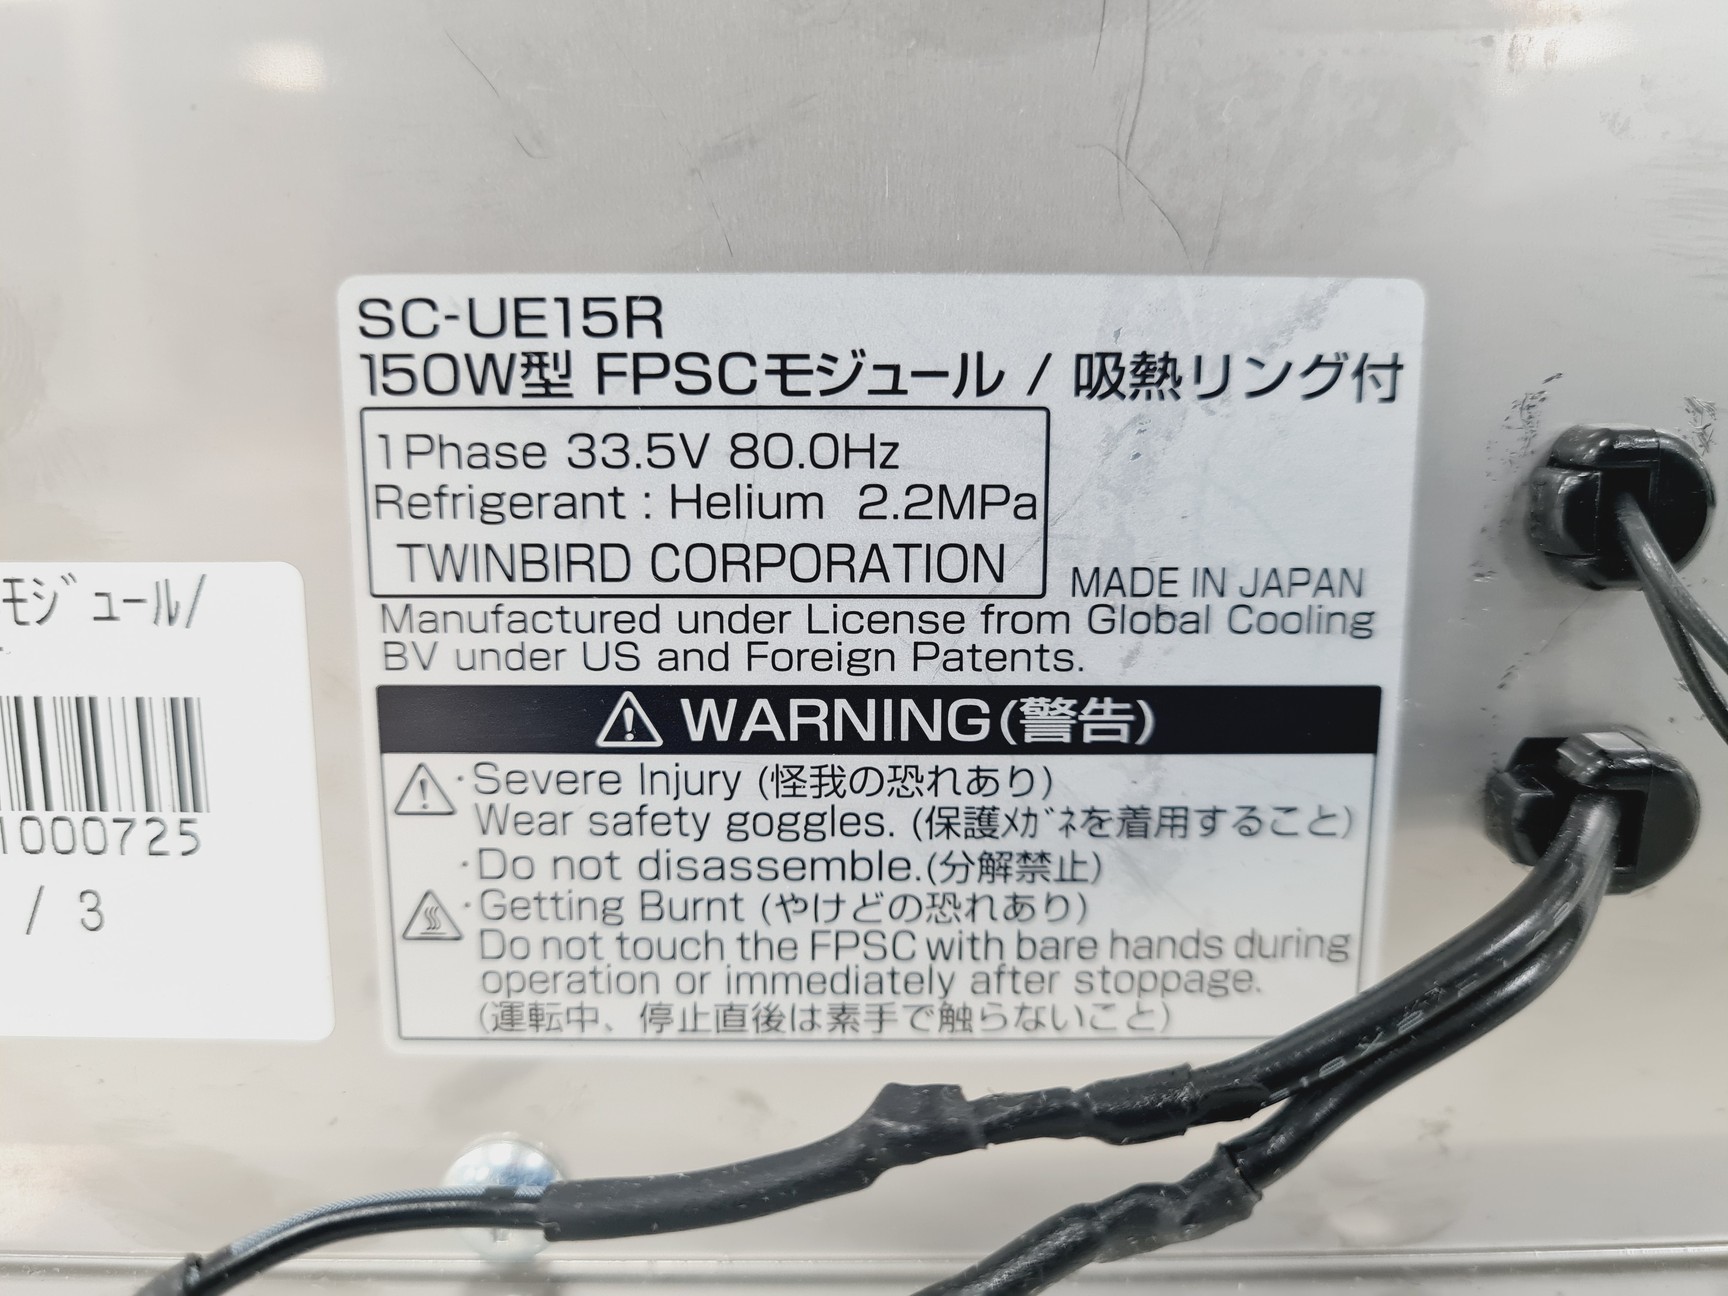 SC-UE15R
150W型 FPSCモジュール / 吸熱リング付
1Phase 33.5V 80.0Hz
Refrigerant : Helium 2.2MPa
TWINBIRD CORPORATION
MADE IN JAPAN
Manufactured under License from Global Cooling
BV under US and Foreign Patents.
⚠ WARNING(警告)
・Severe Injury (怪我の恐れあり)
Wear safety goggles. (保護ﾒｶﾞﾈを着用すること)
・Do not disassemble.(分解禁止)
・Getting Burnt (やけどの恐れあり)
Do not touch the FPSC with bare hands during
operation or immediately after stoppage.
(運転中、停止直後は素手で触らないこと)
モジュール/
1000725
/ 3